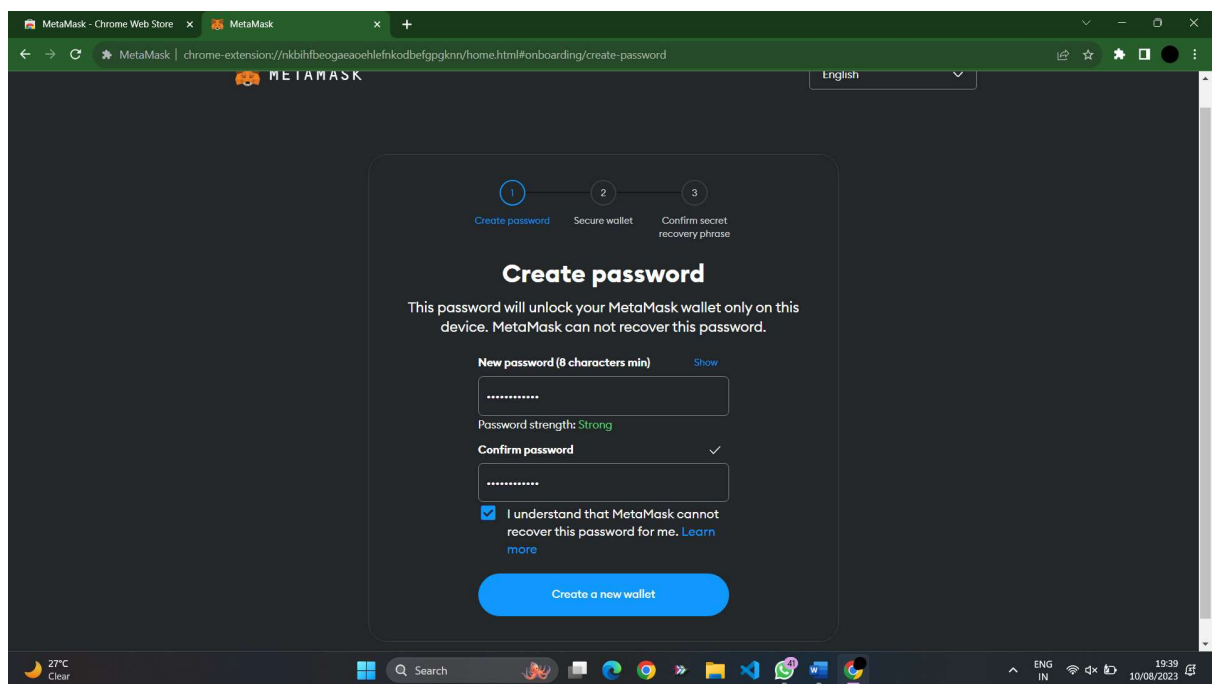 MetaMask - Chrome Web Store
MetaMask
MetaMask | chrome-extension://nkbihfbeogaeaoehlefnkodbefgpgknn/home.html#onboarding/create-password
METAMASK
English
1
2
3
Create password
Secure wallet
Confirm secret
recovery phrase
Create password
This password will unlock your MetaMask wallet only on this
device. MetaMask can not recover this password.
New password (8 characters min)
Show
••••••••••••
Password strength: Strong
Confirm password
••••••••••••
I understand that MetaMask cannot
recover this password for me. Learn
more
Create a new wallet
27°C
Clear
Search
41
ENG
IN
19:39
10/08/2023